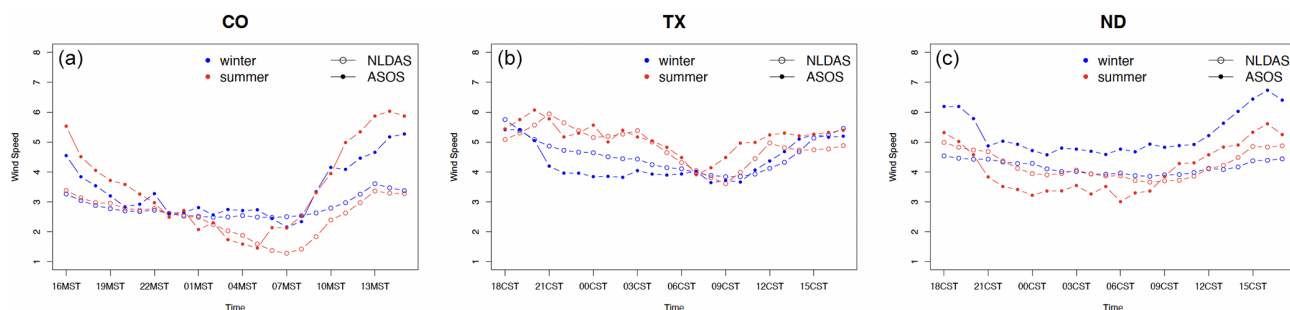 CO
(a)
winter
summer
NLDAS
ASOS
Wind Speed
8
7
6
5
4
3
2
1
16MST 19MST 22MST 01MST 04MST 07MST 10MST 13MST
Time
TX
(b)
winter
summer
NLDAS
ASOS
Wind Speed
8
7
6
5
4
3
2
1
18CST 21CST 00CST 03CST 06CST 09CST 12CST 15CST
Time
ND
(c)
winter
summer
NLDAS
ASOS
Wind Speed
8
7
6
5
4
3
2
1
18CST 21CST 00CST 03CST 06CST 09CST 12CST 15CST
Time